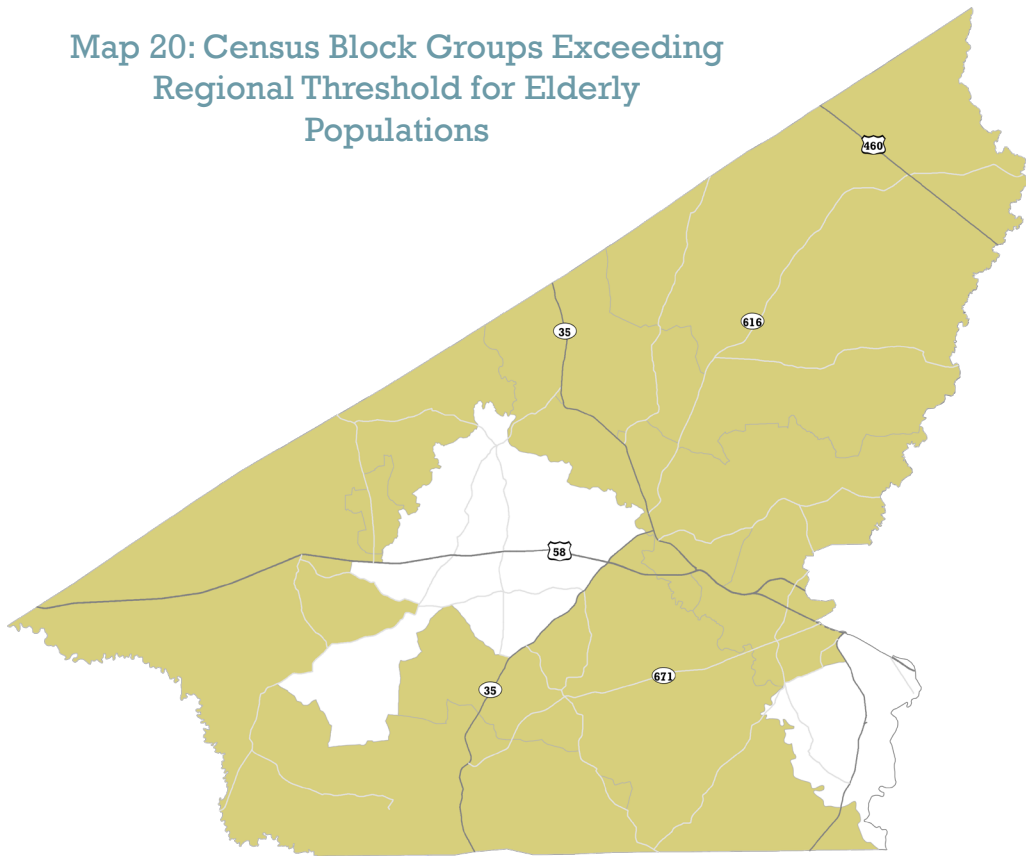 Map 20: Census Block Groups Exceeding
Regional Threshold for Elderly
Populations
460
616
35
58
671
35